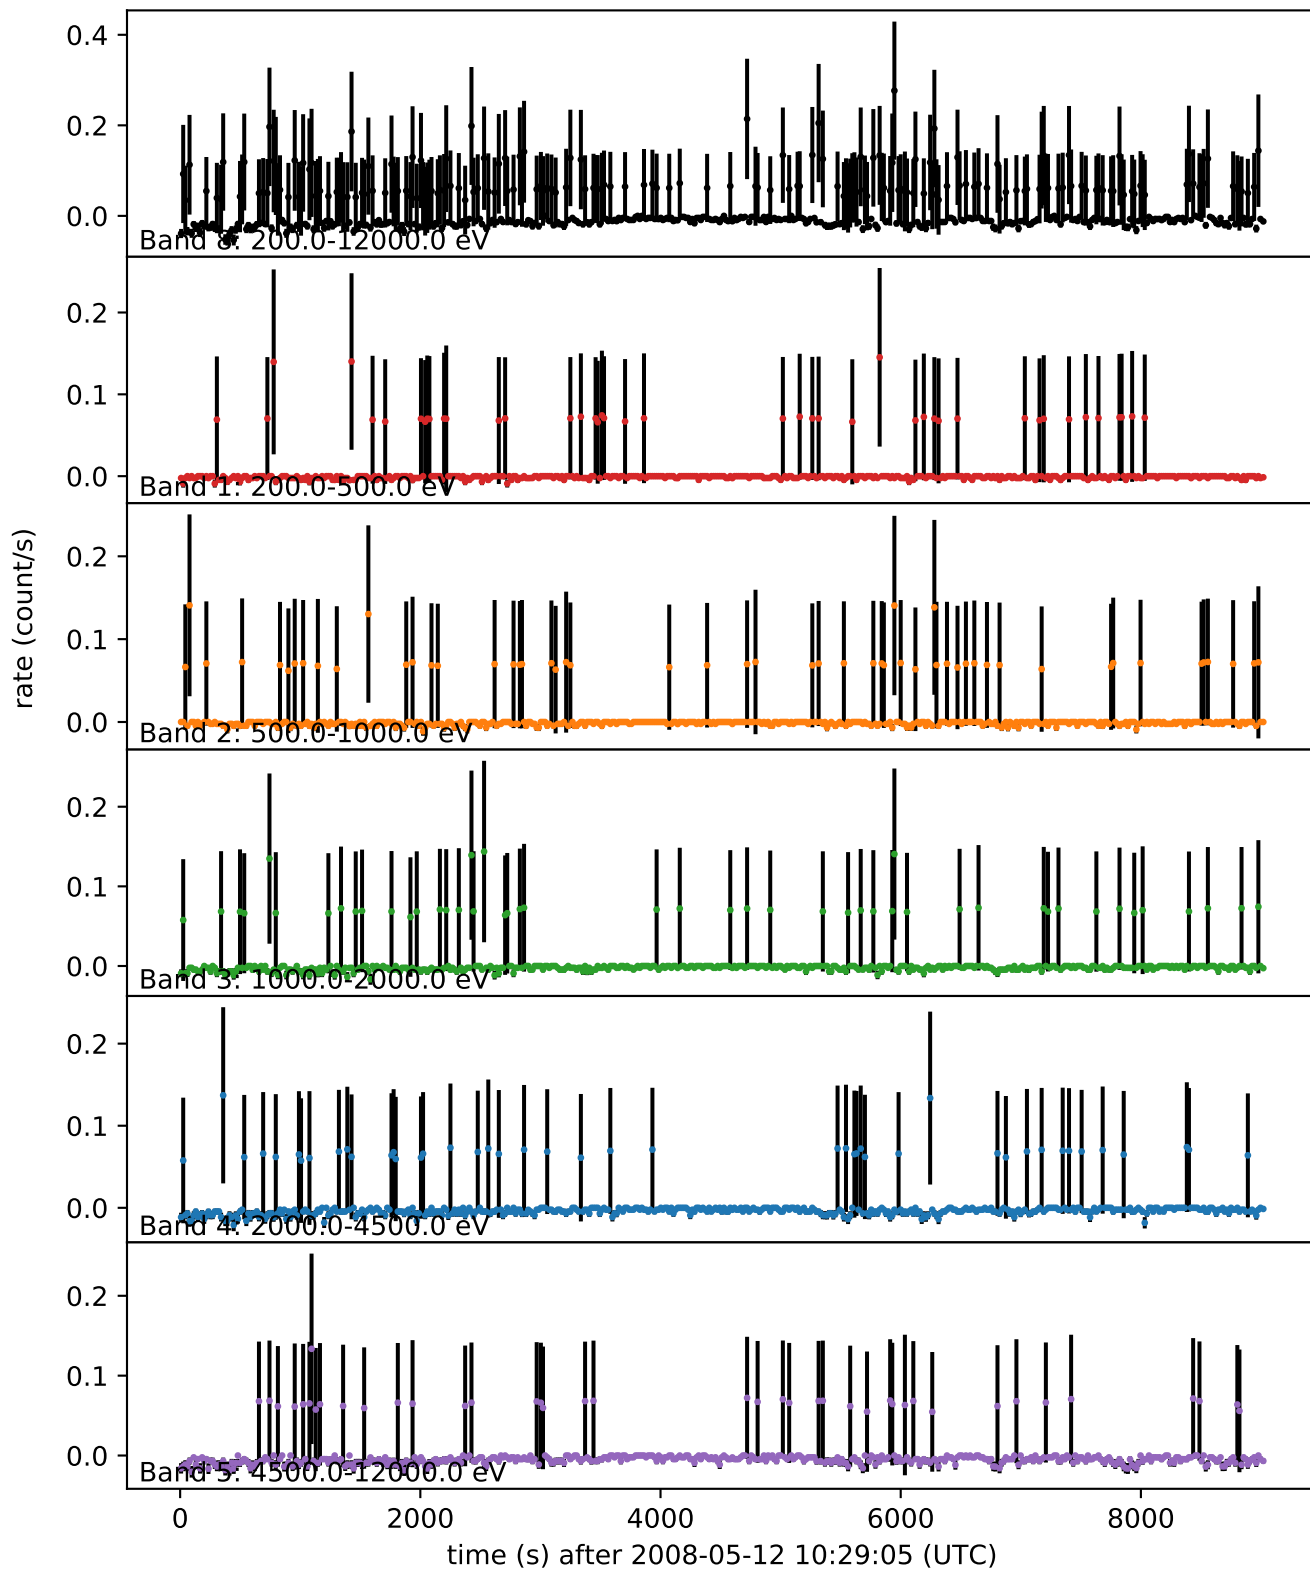 0.4
0.2
0.0
Band 8: 200.0-12000.0 eV
0.2
0.1
0.0
Band 1: 200.0-500.0 eV
0.2
0.1
0.0
Band 2: 500.0-1000.0 eV
0.2
0.1
0.0
Band 3: 1000.0-2000.0 eV
0.2
0.1
0.0
Band 4: 2000.0-4500.0 eV
0.2
0.1
0.0
Band 5: 4500.0-12000.0 eV
rate (count/s)
0 2000 4000 6000 8000
time (s) after 2008-05-12 10:29:05 (UTC)